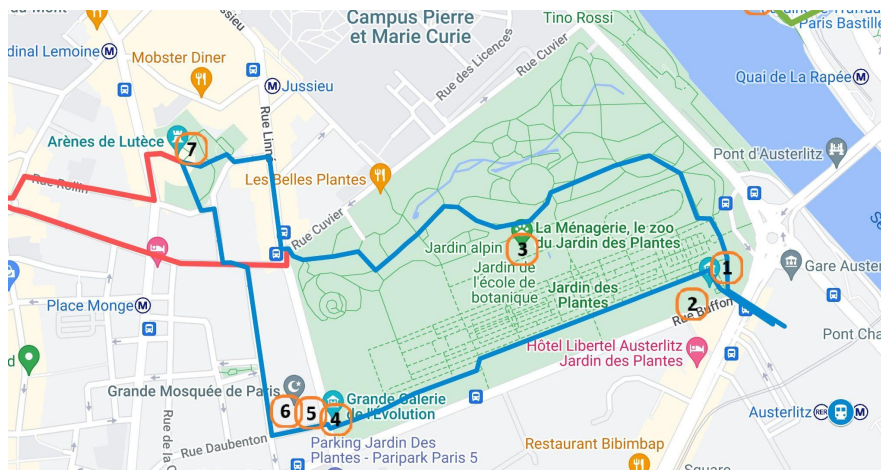 Campus Pierre
et Marie Curie
Tino Rossi
Paris Bastille
dinal Lemoine M
Mobster Diner
M Jussieu
Rue des Licences
Rue Cuvier
Quai de La Rapée M
Arènes de Lutèce
7
Rue Linné
Pont d'Austerlitz
Rue Rollin
Les Belles Plantes
Rue Cuvier
La Ménagerie, le zoo
du Jardin des Plantes
3
Jardin alpin
Jardin de
l'école de
botanique
Jardin des
Plantes
1
2
Gare Auster
Rue Buffon
Place Monge M
Pont Cha
Hôtel Libertel Austerlitz
Jardin des Plantes
d
Grande Mosquée de Paris
6
5
4
Grande Galerie
de l'Évolution
Austerlitz RER M
Rue Daubenton
Rue de la C
Parking Jardin Des
Plantes - Paripark Paris 5
Restaurant Bibimbap
Square